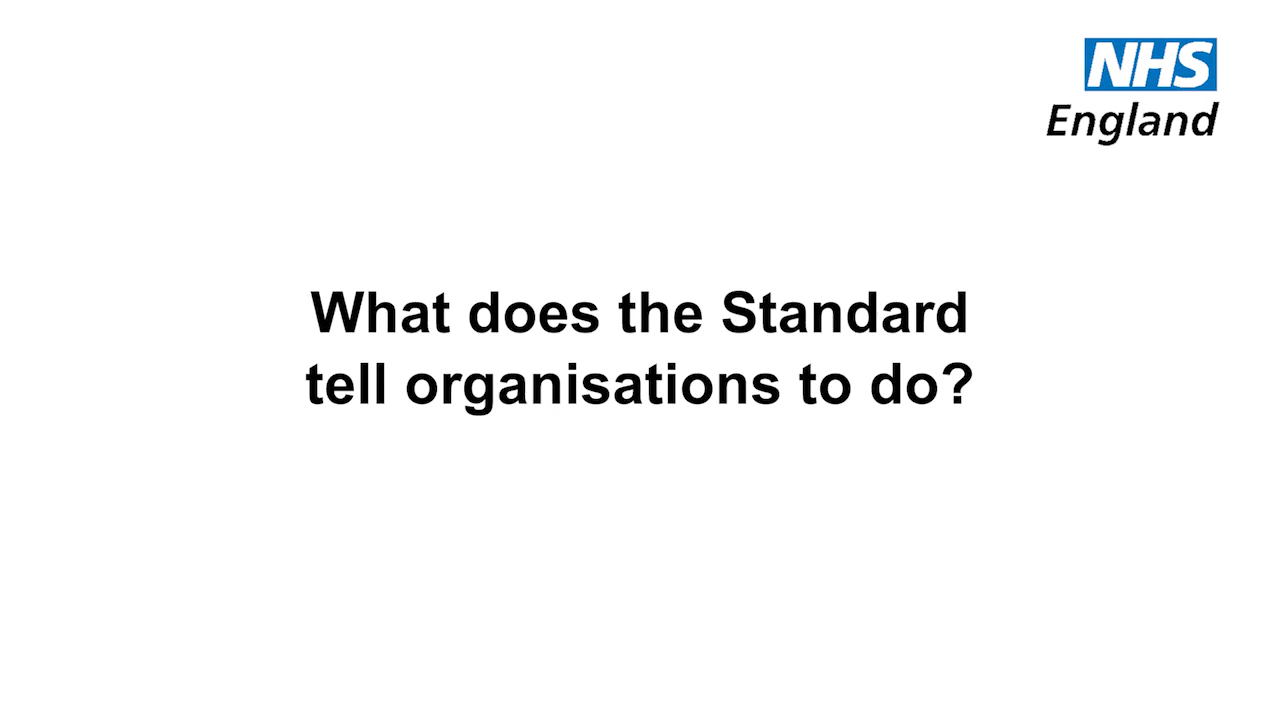 NHS
England
What does the Standard
tell organisations to do?